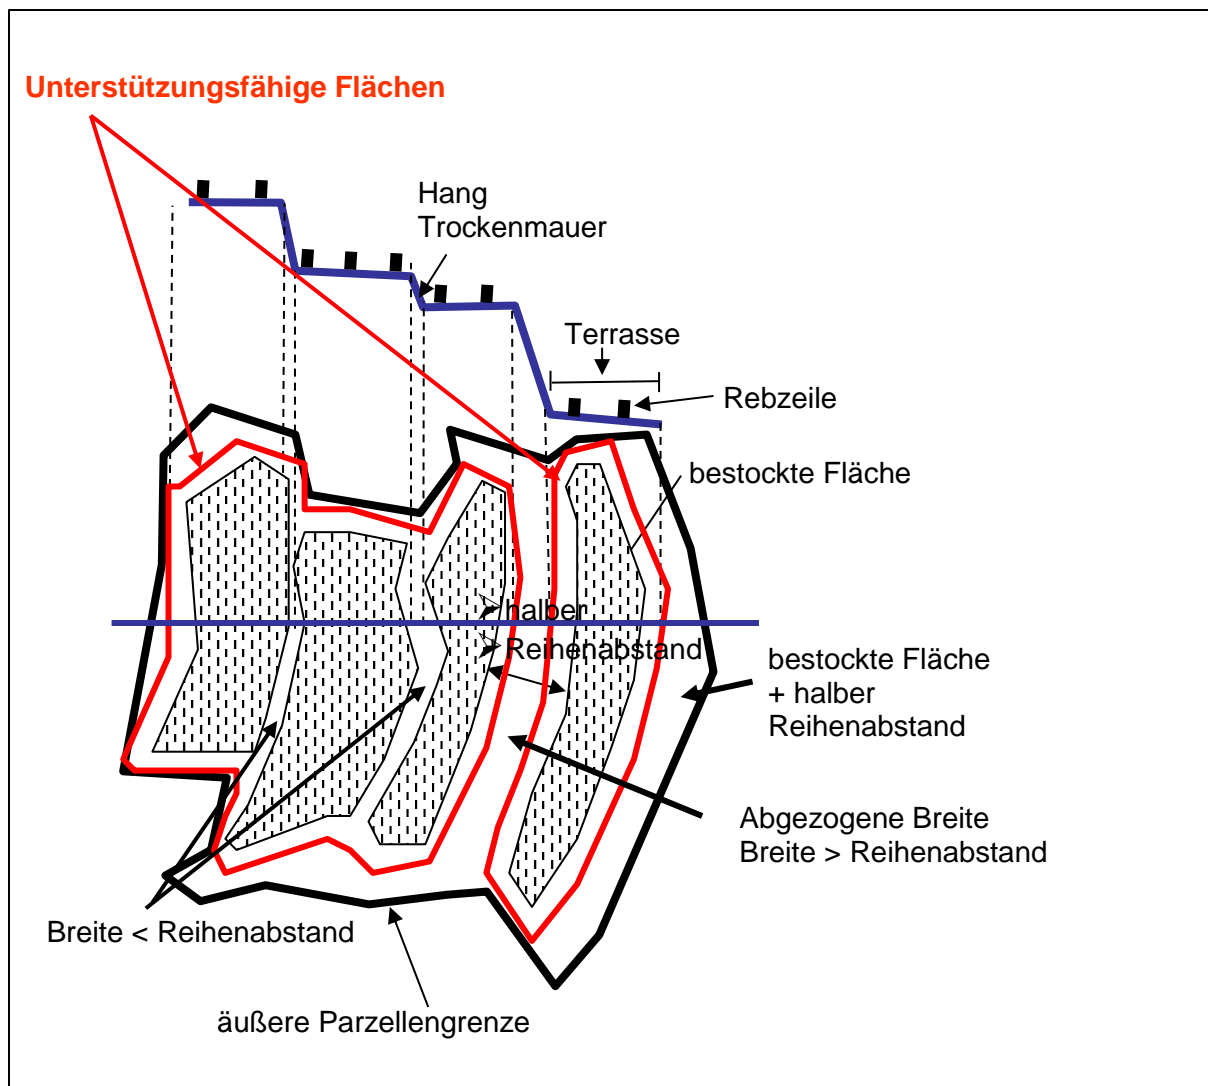 Unterstützungsfähige Flächen
Hang
Trockenmauer
Terrasse
Rebzeile
bestockte Fläche
halber
Reihenabstand
bestockte Fläche
+ halber
Reihenabstand
Abgezogene Breite
Breite > Reihenabstand
Breite < Reihenabstand
äußere Parzellengrenze